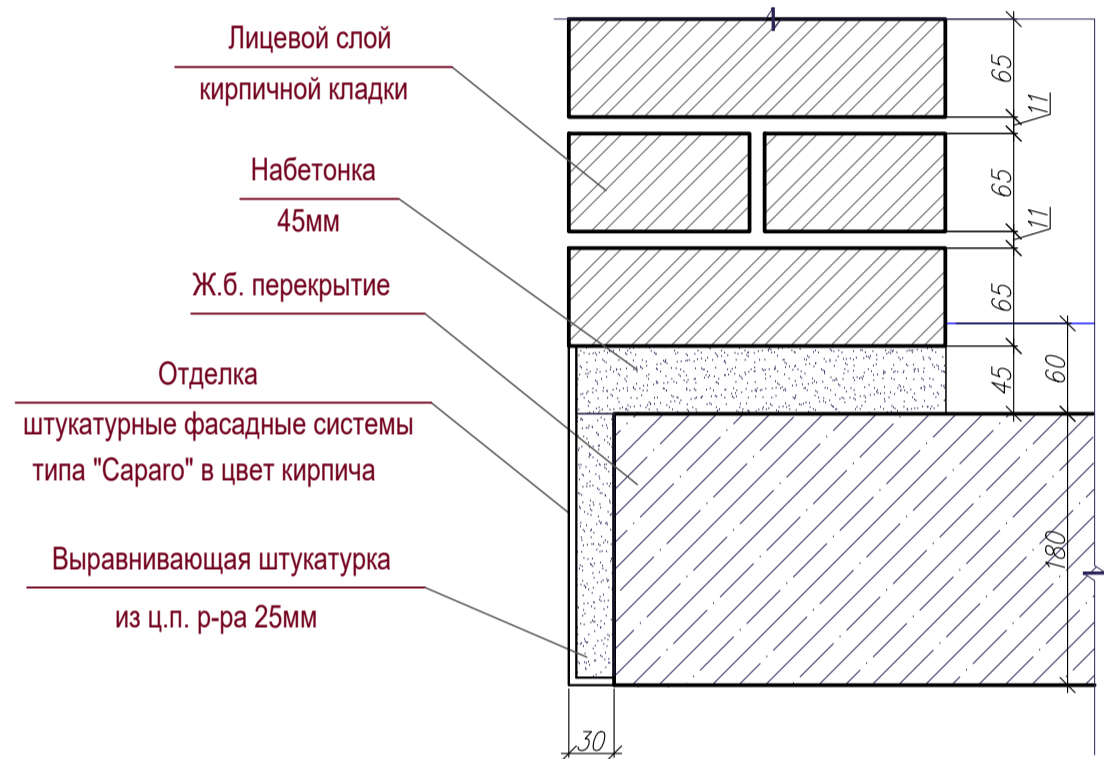 Лицевой слой
кирпичной кладки
Набетонка
45мм
Ж.б. перекрытие
Отделка
штукатурные фасадные системы
типа "Caparo" в цвет кирпича
Выравнивающая штукатурка
из ц.п. р-ра 25мм
65
11
65
11
65
45
60
180
30